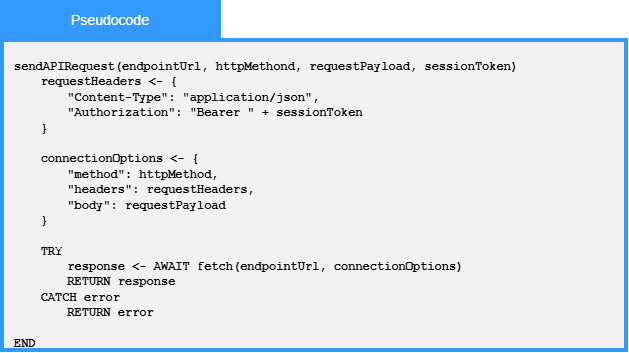 Pseudocode
sendAPIRequest(endpointUrl, httpMethond, requestPayload, sessionToken)
requestHeaders <- {
"Content-Type": "application/json",
"Authorization": "Bearer " + sessionToken
}
connectionOptions <- {
"method": httpMethod,
"headers": requestHeaders,
"body": requestPayload
}
TRY
response <- AWAIT fetch(endpointUrl, connectionOptions)
RETURN response
CATCH error
RETURN error
END